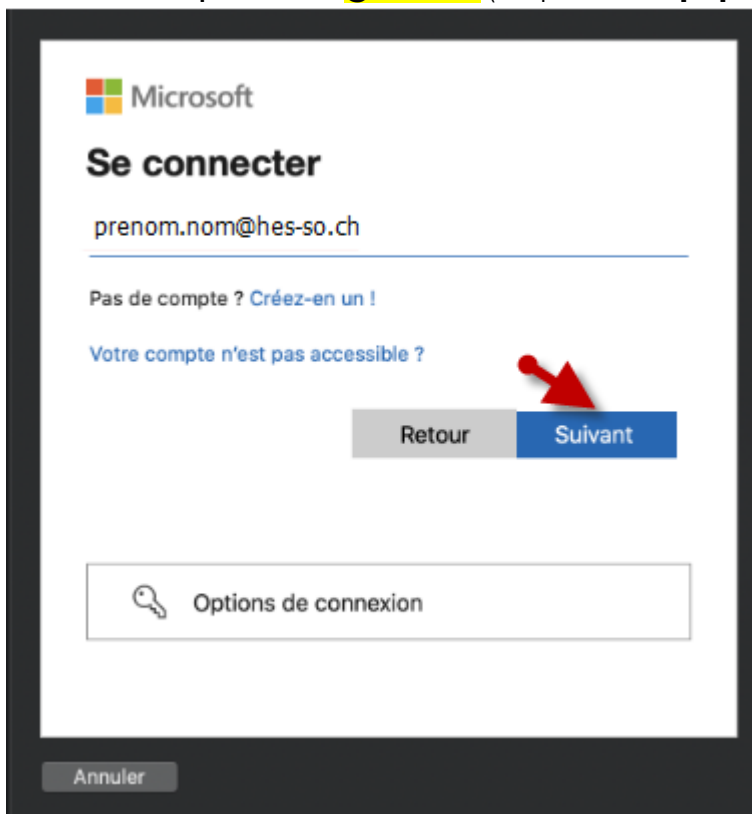 Microsoft
Se connecter
prenom.nom@hes-so.ch
Pas de compte ? Créez-en un !
Votre compte n'est pas accessible ?
Retour Suivant
Options de connexion
Annuler